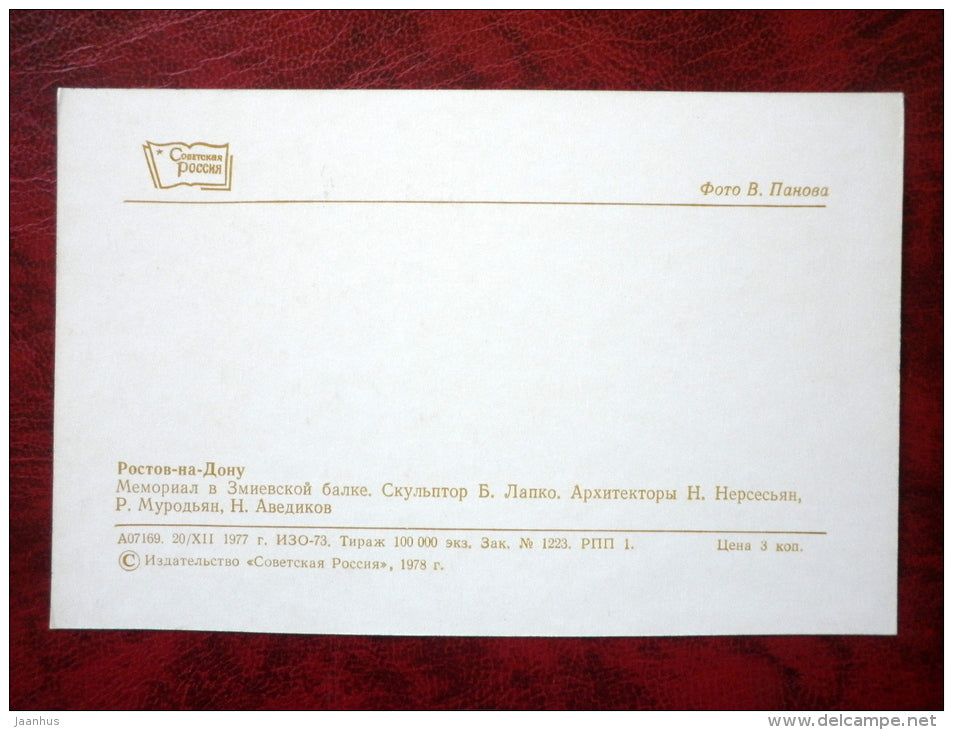 Советская
Россия
Фото В. Панова
Ростов-на-Дону
Мемориал в Змиевской балке. Скульптор Б. Лапко. Архитекторы Н. Нерсесьян,
Р. Муродьян, Н. Аведиков
А07169. 20/XII 1977 г. ИЗО-73. Тираж 100 000 экз. Зак. № 1223. РПП 1. Цена 3 коп.
© Издательство «Советская Россия», 1978 г.
jaanhus
www.delcampe.net